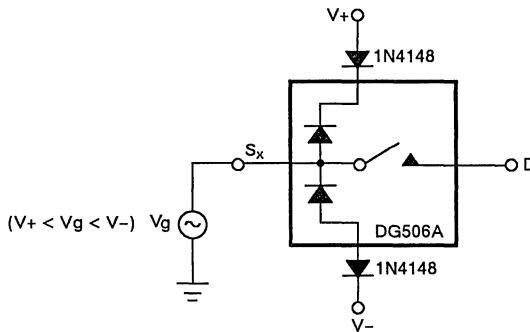 V+
1N4148
Sx
D
(V+ < Vg < V–) Vg
DG506A
1N4148
V–